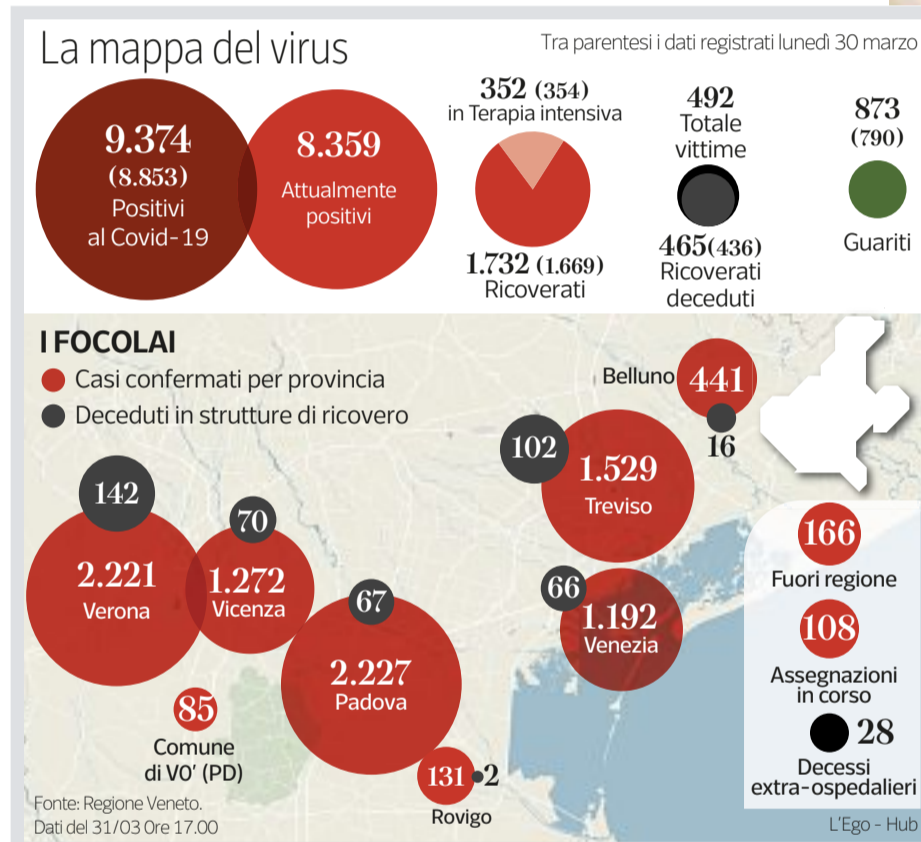 La mappa del virus
Tra parentesi i dati registrati lunedì 30 marzo
9.374
(8.853)
Positivi
al Covid-19
8.359
Attualmente
positivi
352 (354)
in Terapia intensiva
1.732 (1.669)
Ricoverati
492
Totale
vittime
465(436)
Ricoverati
deceduti
873
(790)
Guariti
I FOCOLAI
Casi confermati per provincia
Deceduti in strutture di ricovero
Belluno
441
16
102
1.529
Treviso
142
2.221
Verona
70
1.272
Vicenza
67
2.227
Padova
66
1.192
Venezia
85
Comune
di VO' (PD)
131
2
Rovigo
166
Fuori regione
108
Assegnazioni
in corso
28
Decessi
extra-ospedalieri
Fonte: Regione Veneto.
Dati del 31/03 Ore 17.00
L'Ego - Hub